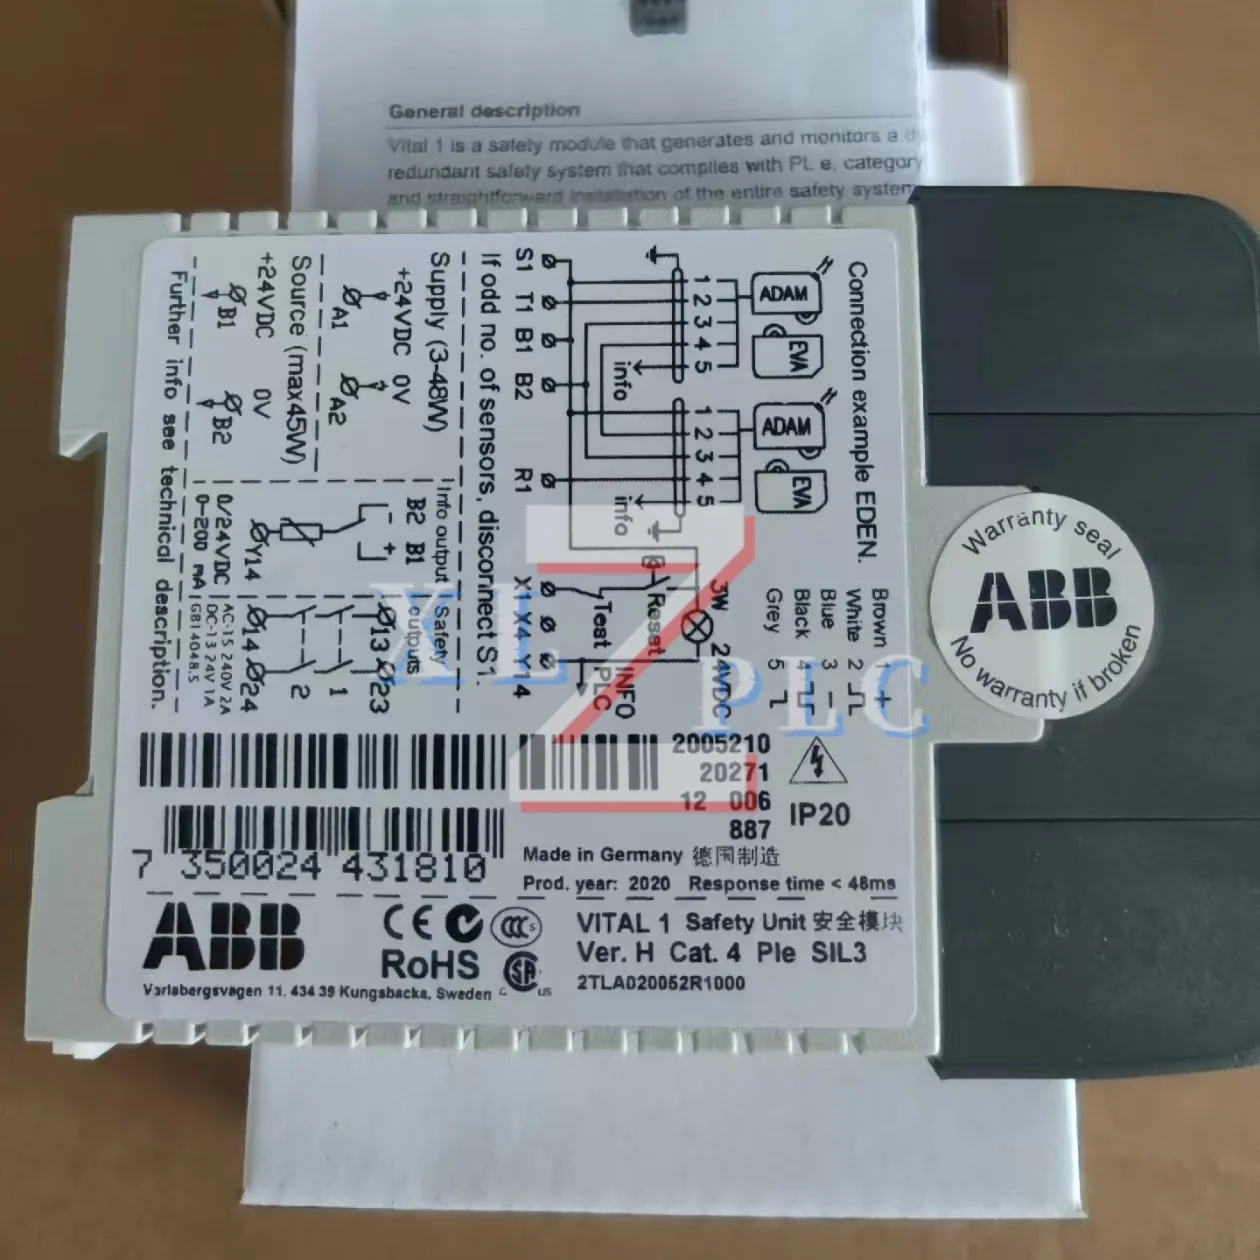 General description
Vital 1 is a safety module that generates and monitors a
redundant safety system that complies with PL e, category
and straightforward installation of the entire safety system
Connection example EDEN.
ADAM
EVA
ADAM
EVA
1
2
3
4
5
1
2
3
4
5
info
info
S1 T1 B1 B2 R1 X1 X4 Y14
Brown 1
White 2
Blue 3
Black 4
Grey 5
3W 24VDC
Reset
Test
INFO
PLC
If odd no. of sensors, disconnect S1.
Supply (3-48W)
+24VDC 0V
A1 A2
Source (max45W)
+24VDC 0V
B1 B2
Info output
B2 B1
- +
Y14
0/24VDC
0-200 mA
Safety
outputs
13 23
1
2
14 24
AC-15 240V 2A
DC-13 24V 1A
GB14048.5
Further info see technical description.
Warranty seal
ABB
No warranty if broken
XL Z PLC
2005210
20271
12 006
887
IP20
7 350024 431810
Made in Germany 德国制造
Prod. year: 2020 Response time < 48ms
ABB
CE
CCC S
RoHS
SA
C US
VITAL 1 Safety Unit 安全模块
Ver. H Cat. 4 Ple SIL3
2TLA020052R1000
Varlabergsvagen 11, 434 39 Kungsbacka, Sweden